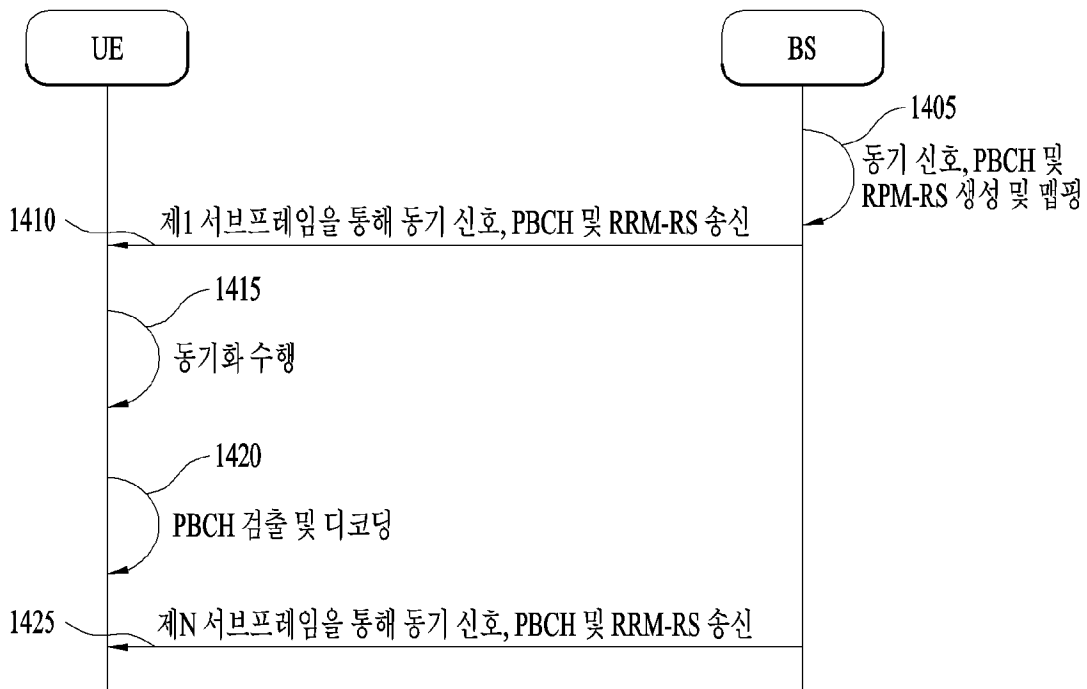 UE
BS
1405
동기 신호, PBCH 및
RPM-RS 생성 및 맵핑
1410
제1 서브프레임을 통해 동기 신호, PBCH 및 RRM-RS 송신
1415
동기화 수행
1420
PBCH 검출 및 디코딩
1425
제N 서브프레임을 통해 동기 신호, PBCH 및 RRM-RS 송신